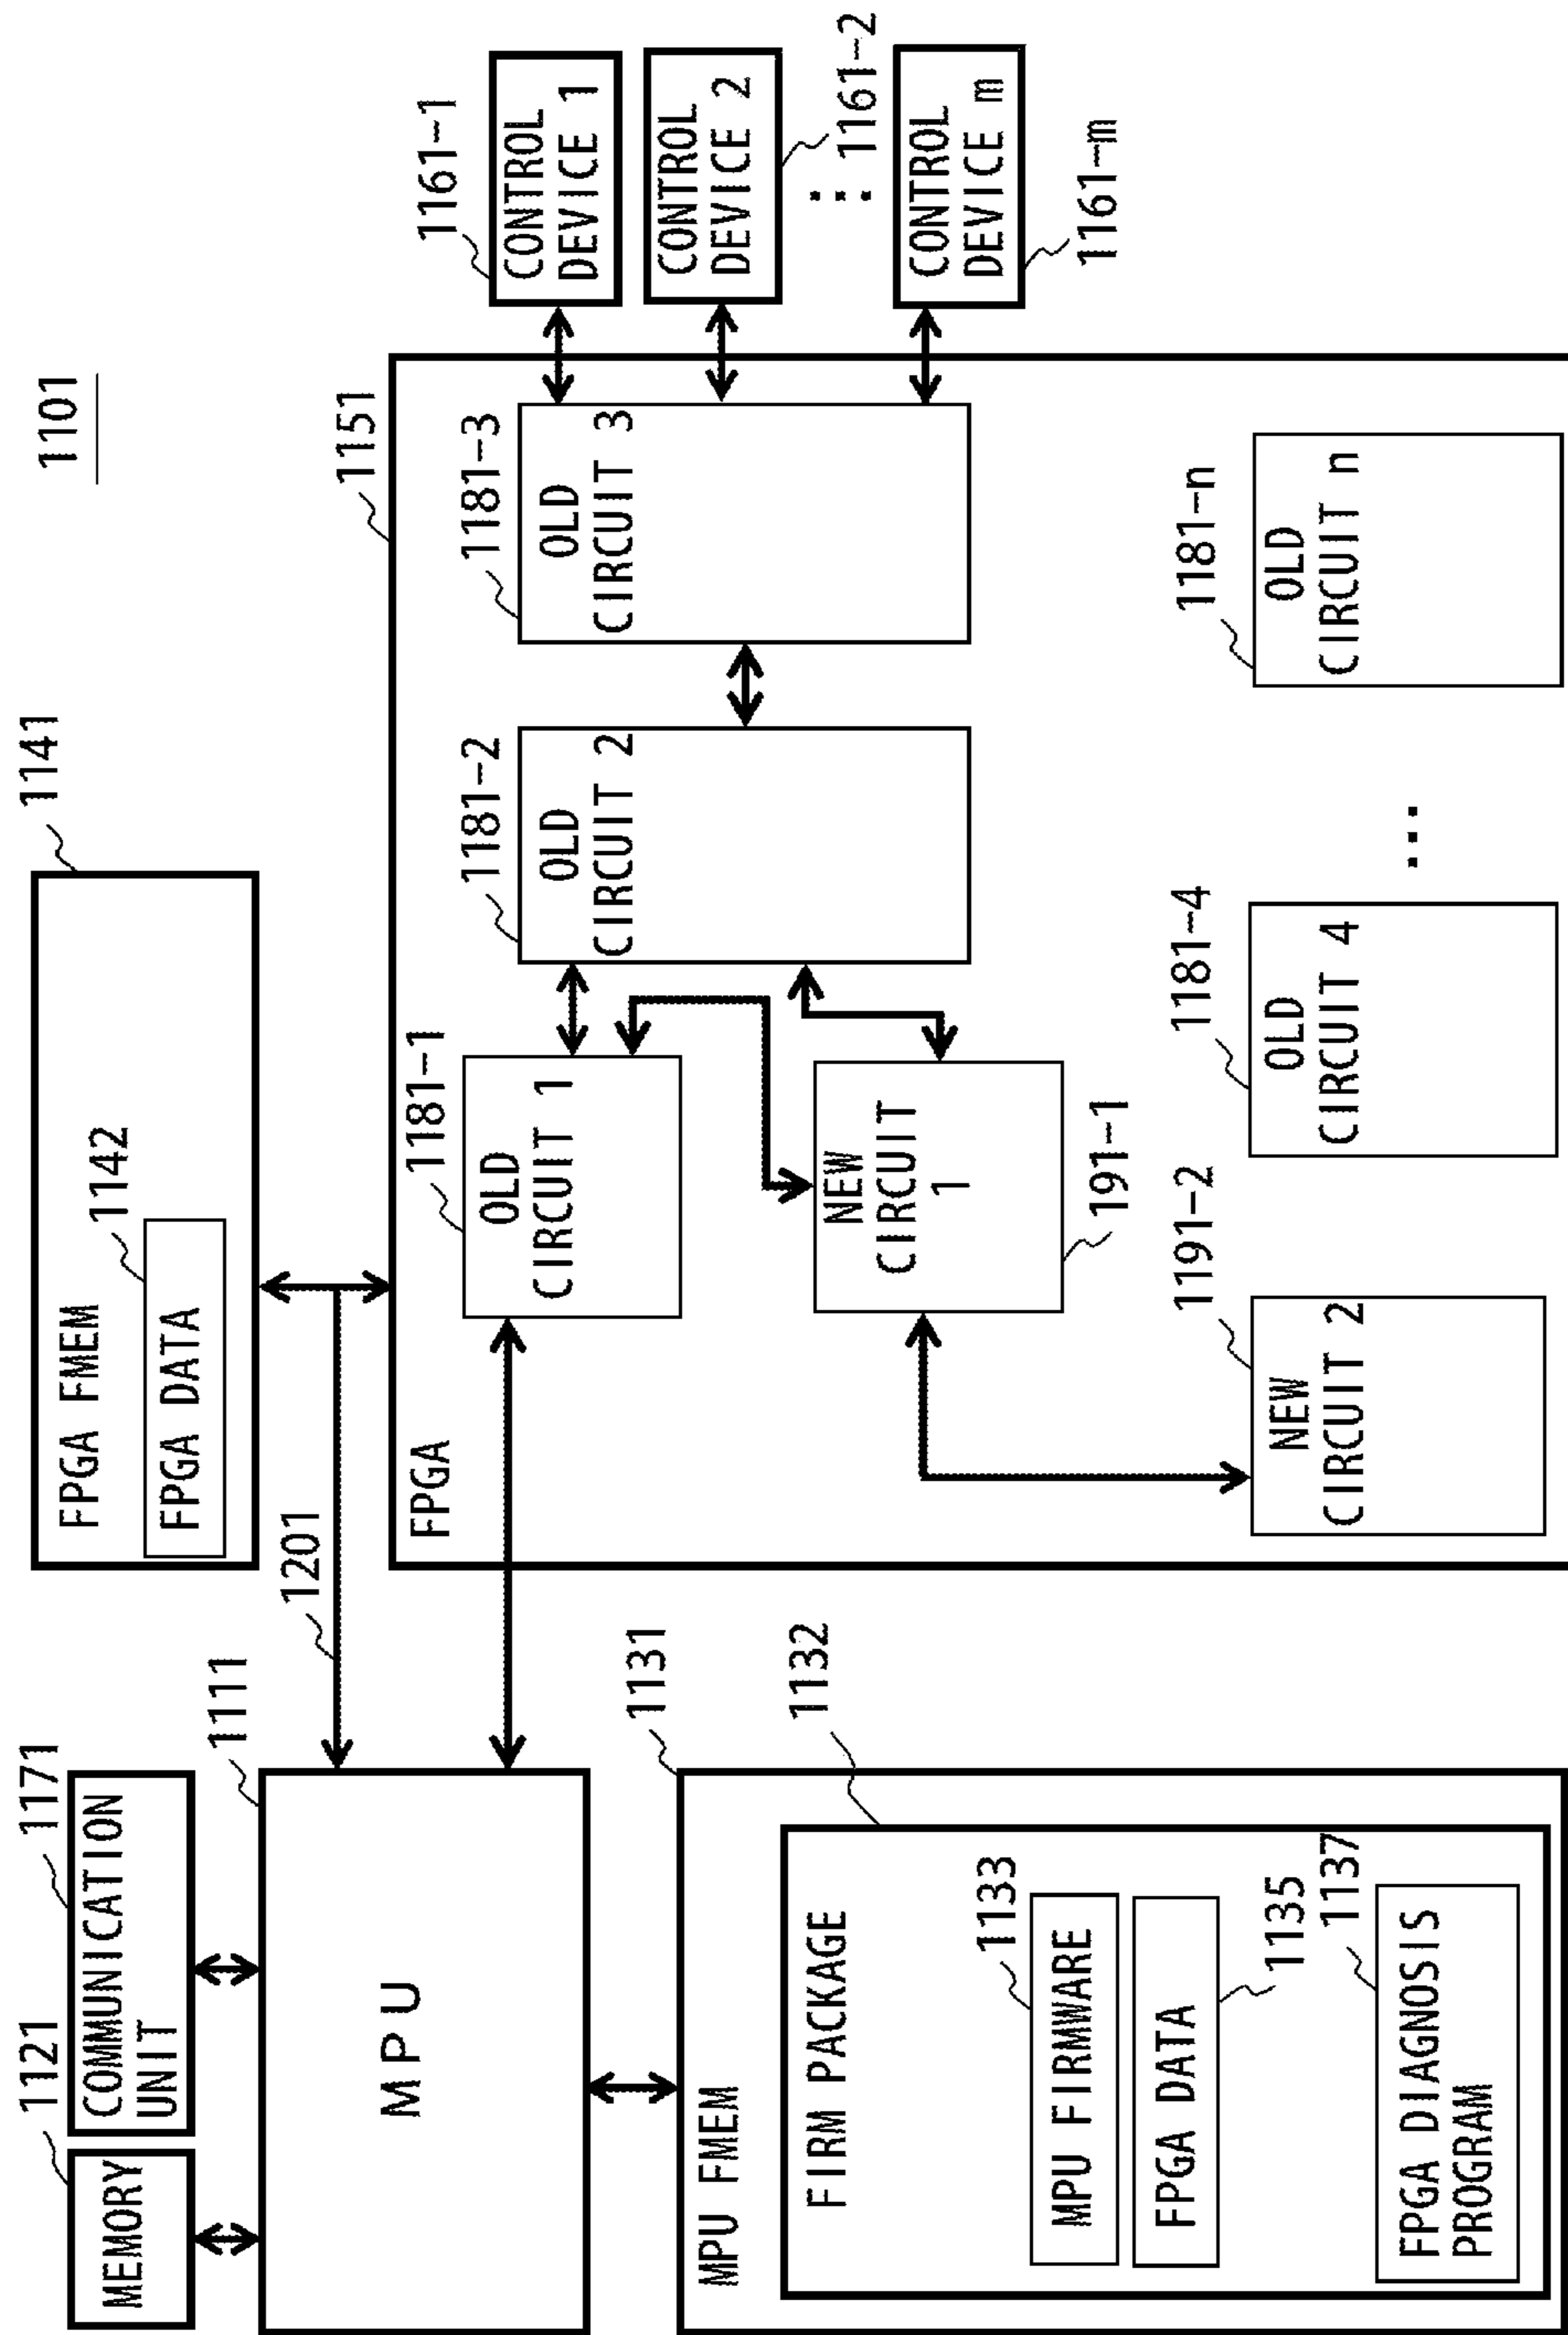 1101
1121
1171
MEMORY
COMMUNICATION
UNIT
1111
MPU
1201
1141
FPGA FMEM
1142
FPGA DATA
1131
MPU FMEM
1132
FIRM PACKAGE
1133
MPU FIRMWARE
FPGA DATA
1135
1137
FPGA DIAGNOSIS
PROGRAM
1151
FPGA
1181-1
OLD
CIRCUIT 1
1181-2
OLD
CIRCUIT 2
1181-3
OLD
CIRCUIT 3
NEW
CIRCUIT
1
191-1
1191-2
NEW
CIRCUIT 2
1181-4
OLD
CIRCUIT 4
...
1181-n
OLD
CIRCUIT n
1161-1
CONTROL
DEVICE 1
CONTROL
DEVICE 2
1161-2
...
CONTROL
DEVICE m
1161-m